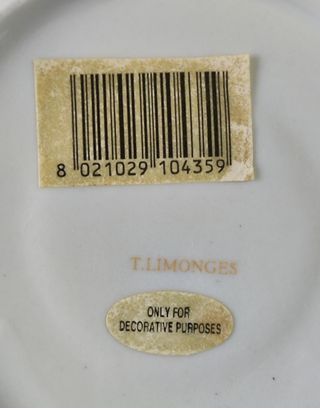 8 021029 104359
T.LIMONGES
ONLY FOR
DECORATIVE PURPOSES